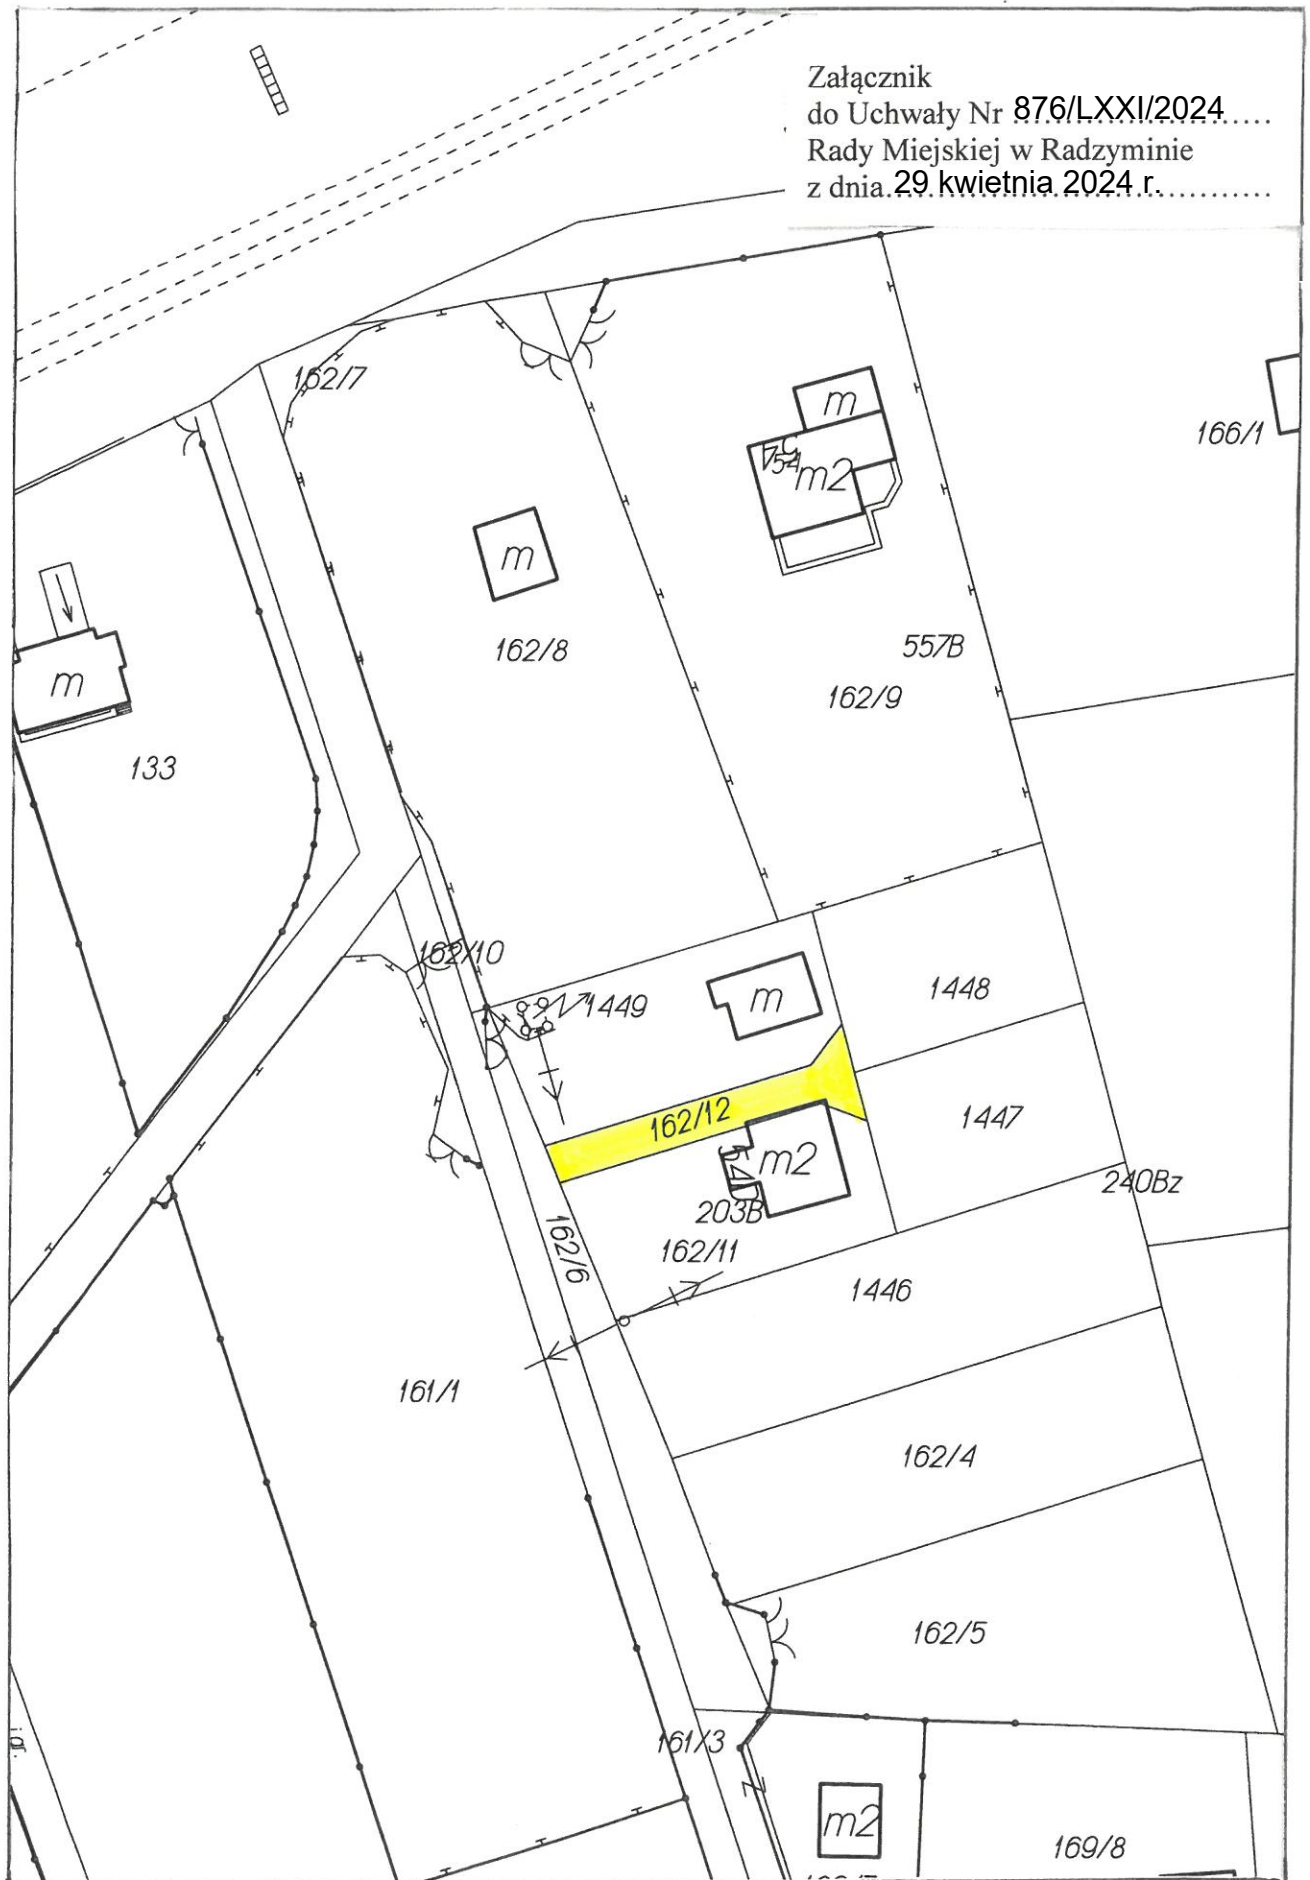 Załącznik
do Uchwały Nr 876/LXXI/2024
Rady Miejskiej w Radzyminie
z dnia 29 kwietnia 2024 r.
162/7
m
166/1
m2
m
162/8
557B
162/9
m
133
162/10
1449
m
1448
162/12
1447
m2
240Bz
203B
162/6
162/11
1446
161/1
162/4
162/5
161/3
m2
169/8